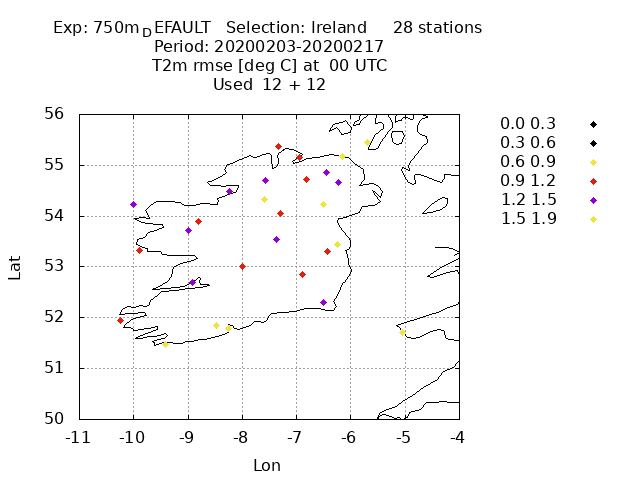 Exp: 750mDEFAULT Selection: Ireland 28 stations
Period: 20200203-20200217
T2m rmse [deg C] at 00 UTC
Used 12 + 12
56
55
54
53
52
51
50
-11 -10 -9 -8 -7 -6 -5 -4
Lat
Lon
0.0 0.3
0.3 0.6
0.6 0.9
0.9 1.2
1.2 1.5
1.5 1.9